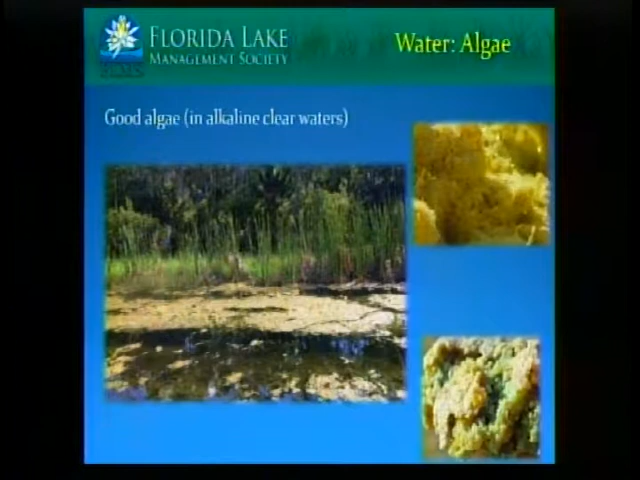 FLORIDA LAKE
MANAGEMENT SOCIETY
Water: Algae
Good algae (in alkaline clear waters)